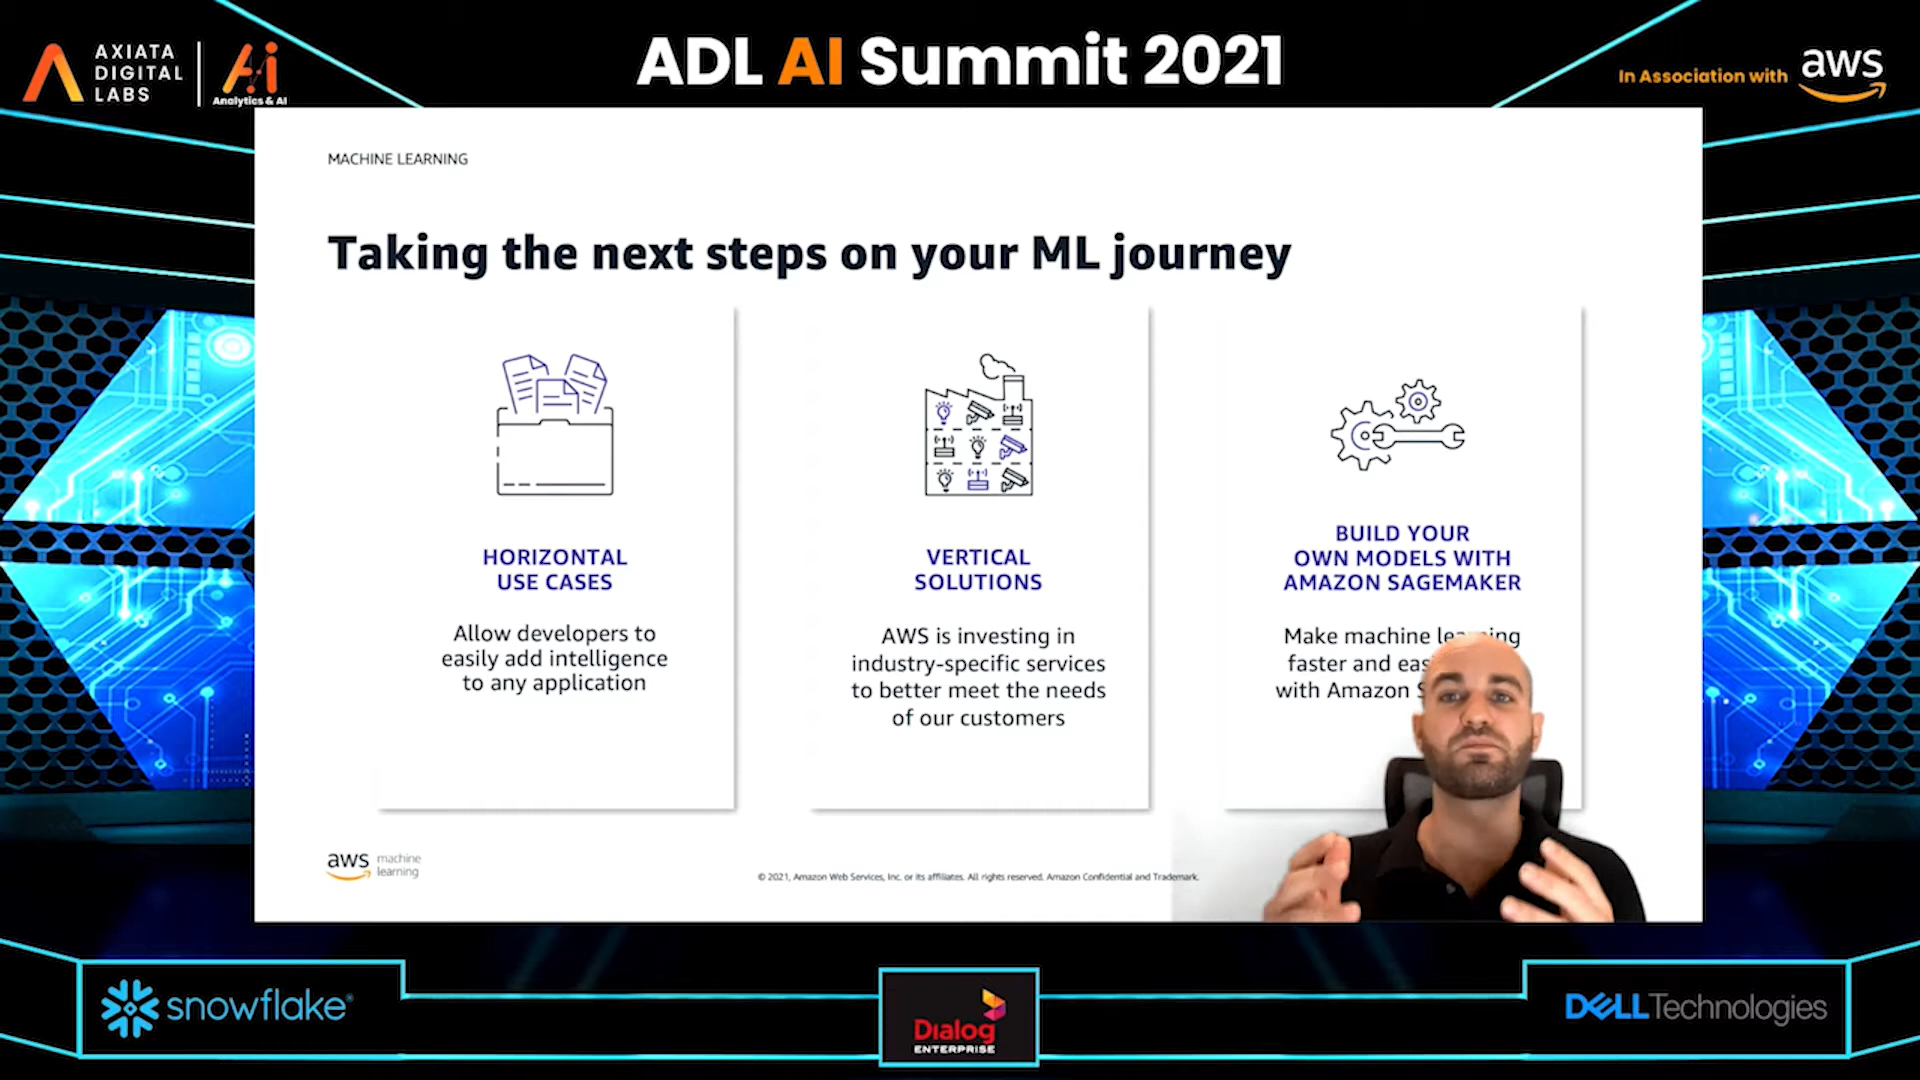 AXIATA
DIGITAL
LABS
Ai
Analytics & AI
ADL AI Summit 2021
In Association with aws
MACHINE LEARNING
Taking the next steps on your ML journey
HORIZONTAL
USE CASES
Allow developers to
easily add intelligence
to any application
VERTICAL
SOLUTIONS
AWS is investing in
industry-specific services
to better meet the needs
of our customers
BUILD YOUR
OWN MODELS WITH
AMAZON SAGEMAKER
Make machine
faster and
with Amazon
aws machine
learning
© 2021, Amazon Web Services, Inc. or its affiliates. All rights reserved. Amazon Confidential and Trademark.
snowflake®
Dialog
ENTERPRISE
DELL Technologies